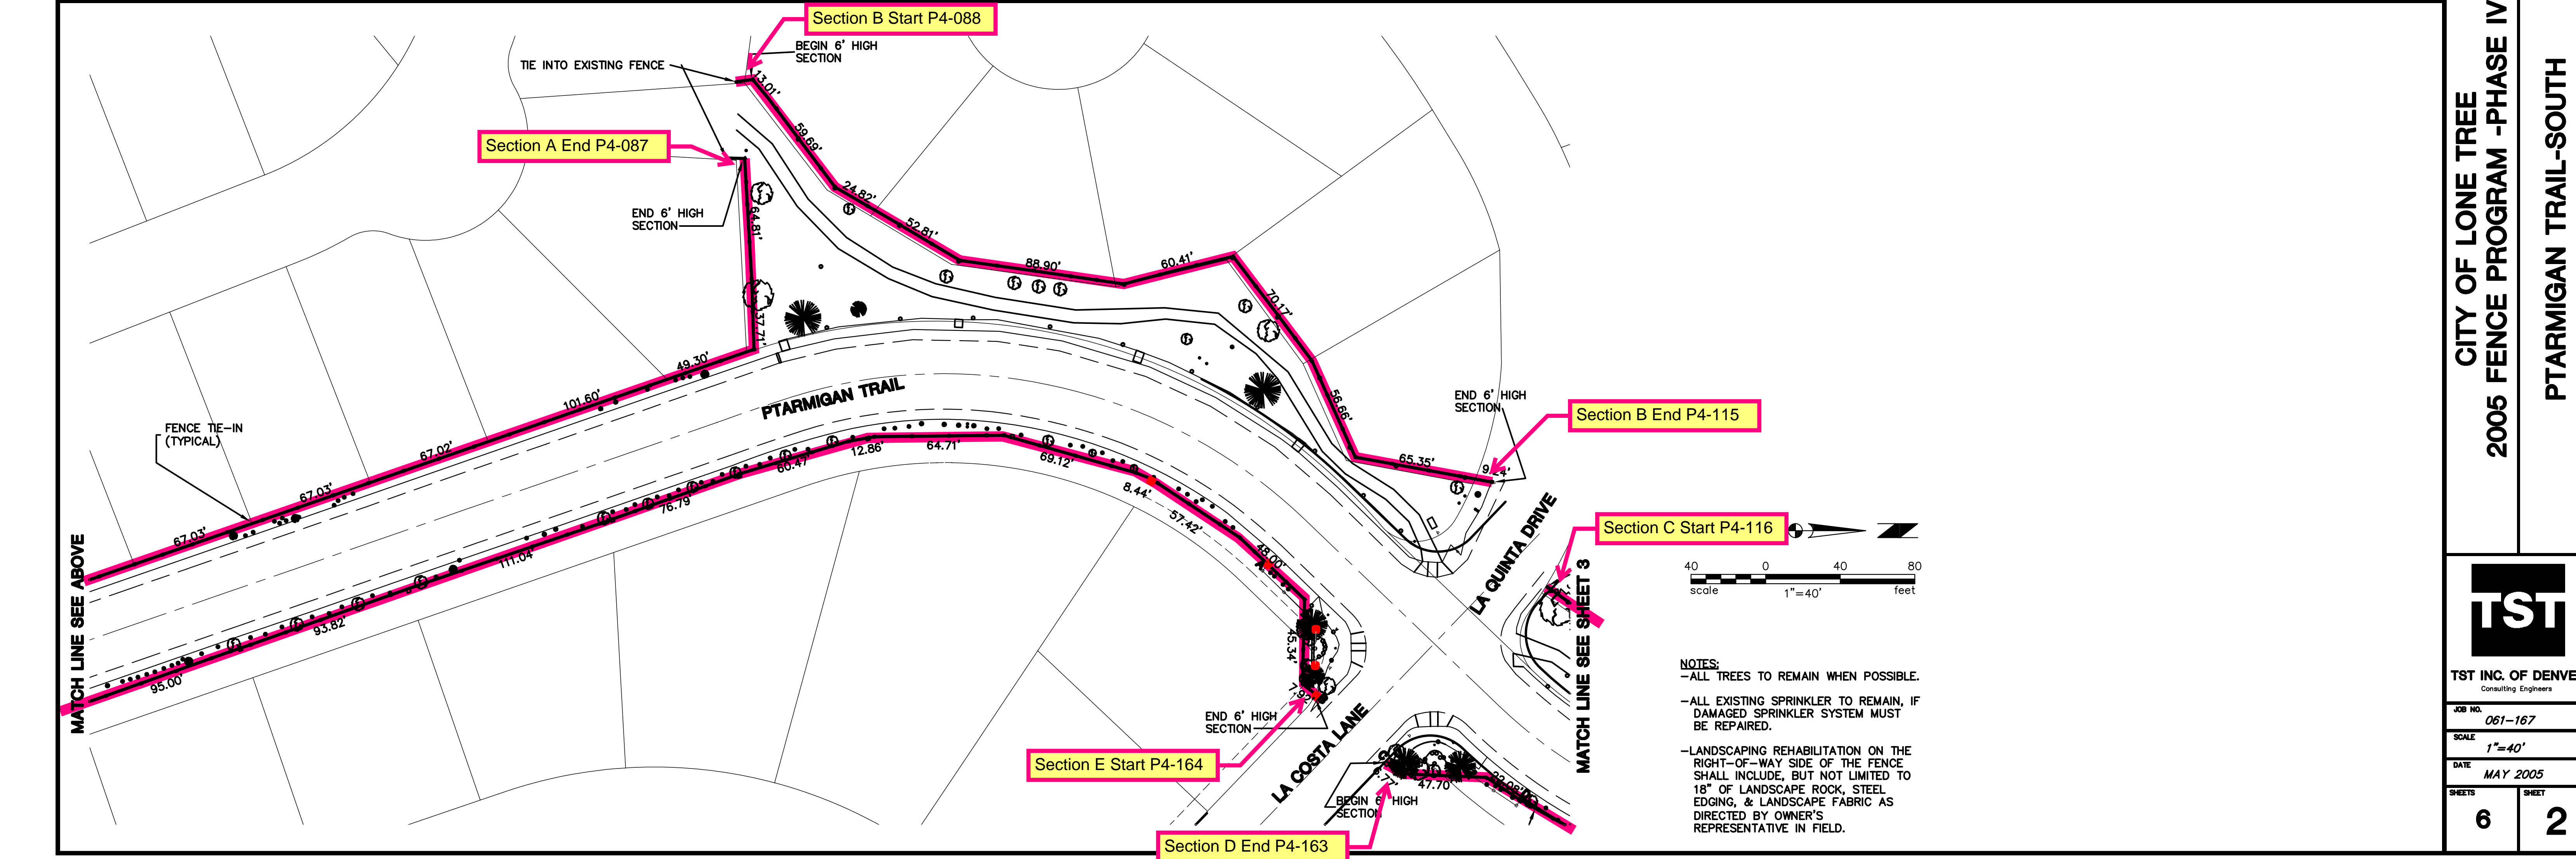 Section B Start P4-088
BEGIN 6' HIGH
SECTION
TIE INTO EXISTING FENCE
13.01'
59.69'
Section A End P4-087
24.82'
52.81'
END 6' HIGH
SECTION
64.81'
88.90'
60.41'
70.17'
37.71'
49.30'
101.60'
PTARMIGAN TRAIL
56.66'
END 6' HIGH
SECTION
Section B End P4-115
FENCE TIE-IN
(TYPICAL)
67.02'
67.03'
67.03'
65.35'
9.24'
60.47'
12.86'
64.71'
69.12'
8.44'
57.42'
48.00'
76.79'
111.04'
93.82'
95.00'
MATCH LINE SEE ABOVE
LA QUINTA DRIVE
Section C Start P4-116
MATCH LINE SEE SHEET 3
40 0 40 80
scale 1"=40' feet
45.34'
7.92'
END 6' HIGH
SECTION
Section E Start P4-164
LA COSTA LANE
6.77'
47.70'
22.08'
BEGIN 6' HIGH
SECTION
Section D End P4-163
NOTES:
-ALL TREES TO REMAIN WHEN POSSIBLE.
-ALL EXISTING SPRINKLER TO REMAIN, IF
DAMAGED SPRINKLER SYSTEM MUST
BE REPAIRED.
-LANDSCAPING REHABILITATION ON THE
RIGHT-OF-WAY SIDE OF THE FENCE
SHALL INCLUDE, BUT NOT LIMITED TO
18" OF LANDSCAPE ROCK, STEEL
EDGING, & LANDSCAPE FABRIC AS
DIRECTED BY OWNER'S
REPRESENTATIVE IN FIELD.
CITY OF LONE TREE
2005 FENCE PROGRAM -PHASE IV
PTARMIGAN TRAIL-SOUTH
TST
TST INC. OF DENVE
Consulting Engineers
JOB NO.
061-167
SCALE
1"=40'
DATE
MAY 2005
SHEETS
6
SHEET
2